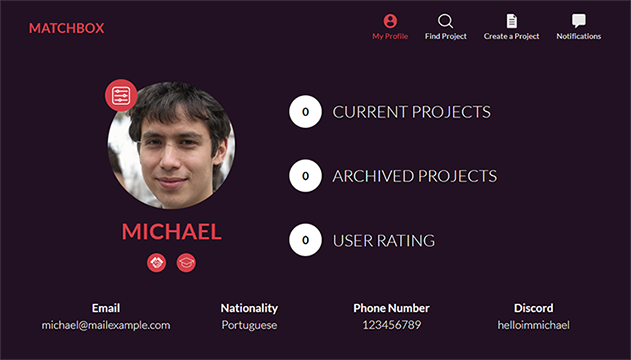 MATCHBOX
My Profile
Find Project
Create a Project
Notifications
0 CURRENT PROJECTS
0 ARCHIVED PROJECTS
MICHAEL
0 USER RATING
Email
michael@mailexample.com
Nationality
Portuguese
Phone Number
123456789
Discord
helloimmichael